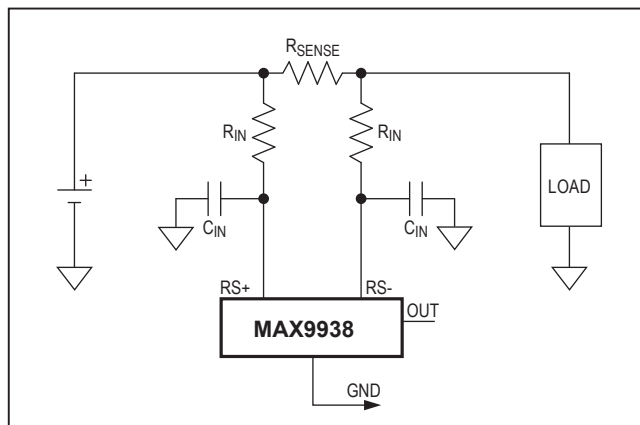 RSENSE
RIN
RIN
+
LOAD
CIN
CIN
RS+
RS-
OUT
MAX9938
GND